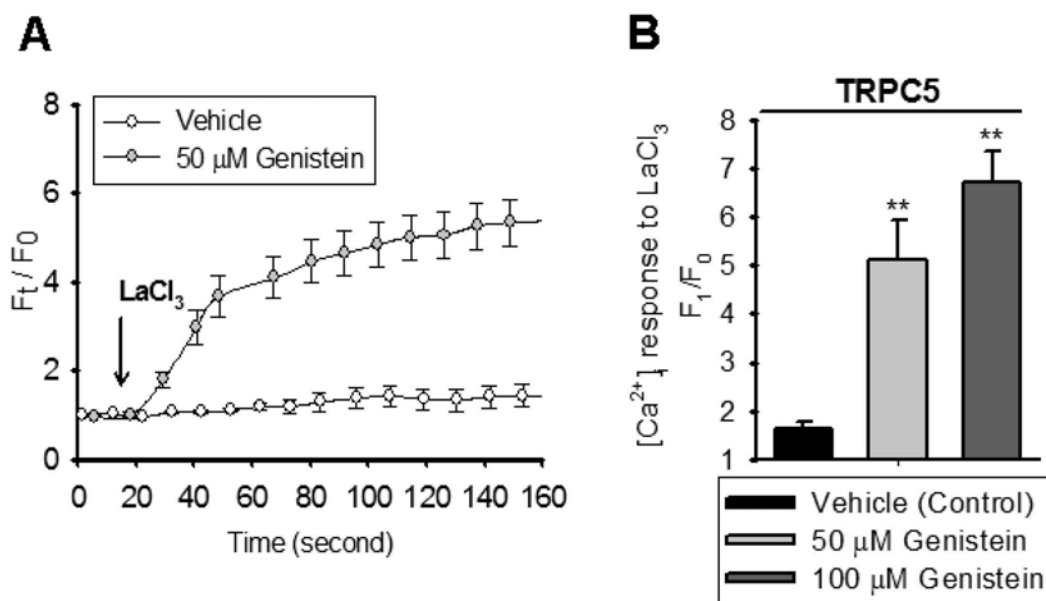 A
8
6
4
2
0
Ft / F0
Vehicle
50 μM Genistein
LaCl3
0 20 40 60 80 100 120 140 160
Time (second)
B
TRPC5
[Ca2+]i response to LaCl3
F1/F0
8
7
6
5
4
3
2
1
**
**
Vehicle (Control)
50 μM Genistein
100 μM Genistein